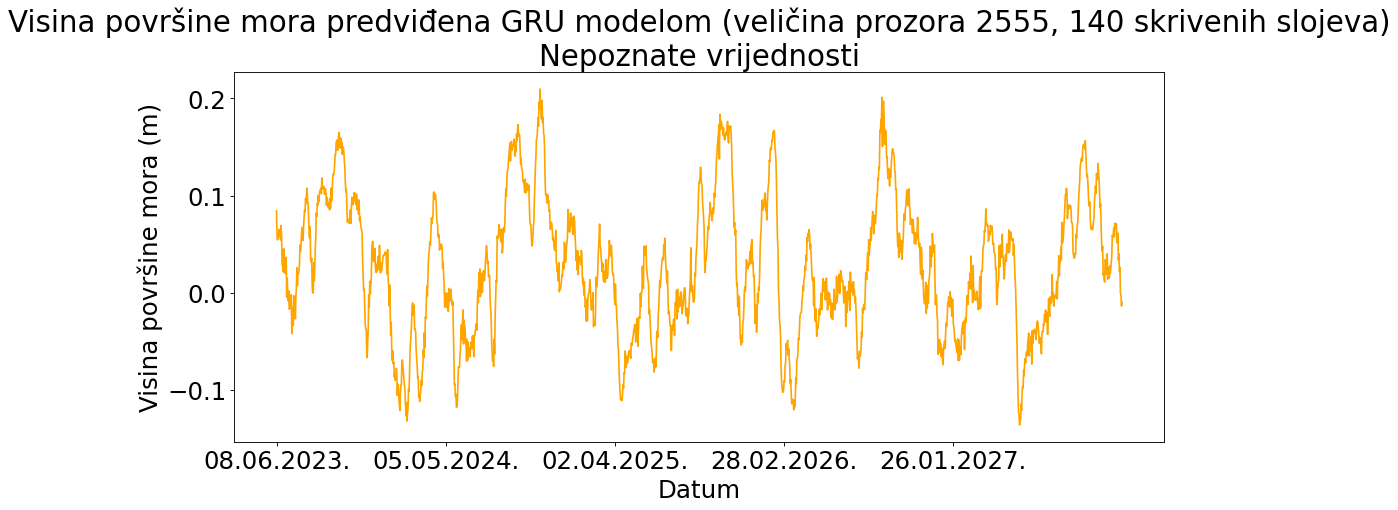 Visina površine mora predviđena GRU modelom (veličina prozora 2555, 140 skrivenih slojeva)
Nepoznate vrijednosti
Visina površine mora (m)
0.2
0.1
0.0
−0.1
08.06.2023. 05.05.2024. 02.04.2025. 28.02.2026. 26.01.2027.
Datum